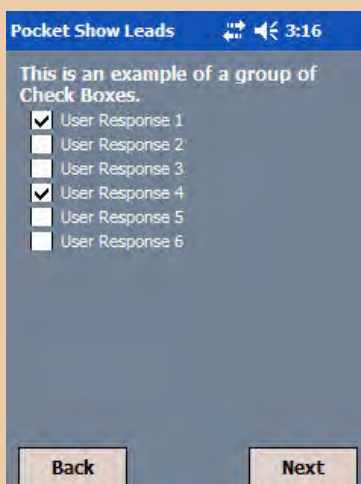 Pocket Show Leads 3:16
This is an example of a group of
Check Boxes.
User Response 1
User Response 2
User Response 3
User Response 4
User Response 5
User Response 6
Back Next